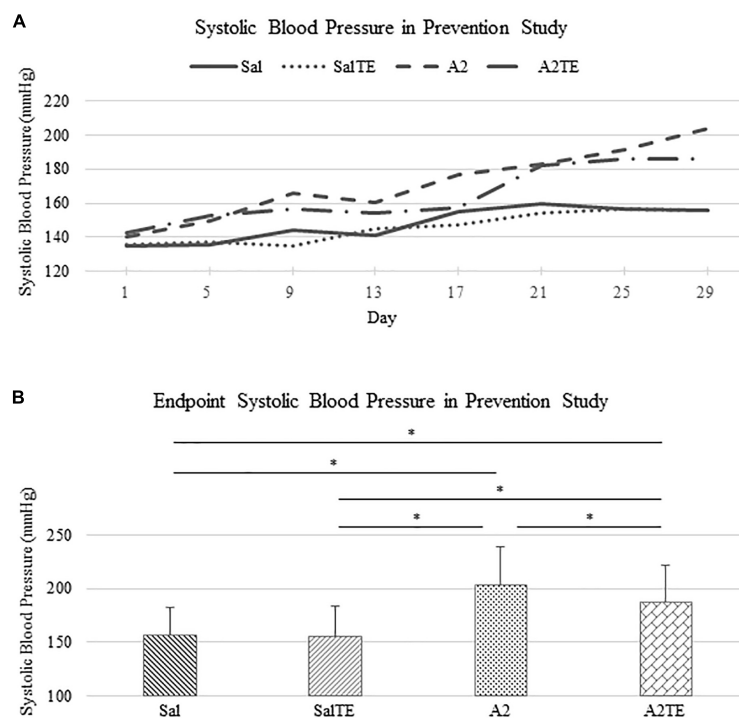 A
Systolic Blood Pressure in Prevention Study
Sal SalTE A2 A2TE
Systolic Blood Pressure (mmHg)
220
200
180
160
140
120
1 5 9 13 17 21 25 29
Day
B
Endpoint Systolic Blood Pressure in Prevention Study
*
*
*
* *
Systolic Blood Pressure (mmHg)
250
200
150
100
Sal SalTE A2 A2TE